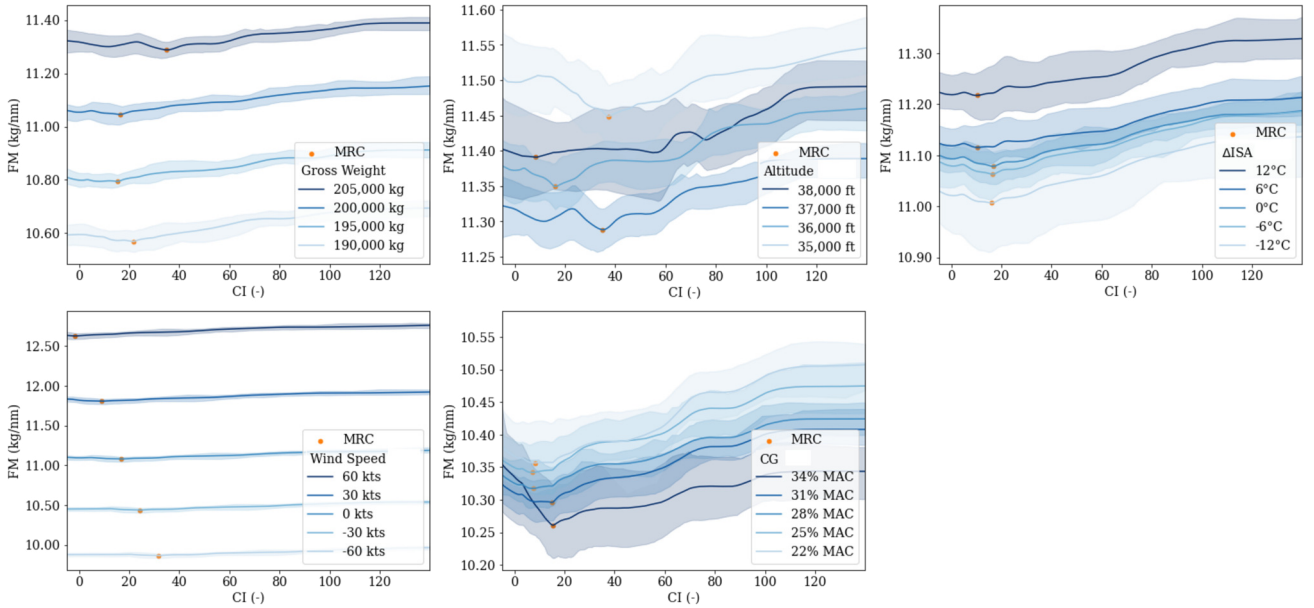 11.40
11.20
11.00
10.80
10.60
FM (kg/nm)
MRC
Gross Weight
205,000 kg
200,000 kg
195,000 kg
190,000 kg
0 20 40 60 80 100 120
CI (-)
11.60
11.55
11.50
11.45
11.40
11.35
11.30
11.25
FM (kg/nm)
MRC
Altitude
38,000 ft
37,000 ft
36,000 ft
35,000 ft
0 20 40 60 80 100 120
CI (-)
11.30
11.20
11.10
11.00
10.90
FM (kg/nm)
MRC
ΔISA
12°C
6°C
0°C
-6°C
-12°C
0 20 40 60 80 100 120
CI (-)
12.50
12.00
11.50
11.00
10.50
10.00
FM (kg/nm)
MRC
Wind Speed
60 kts
30 kts
0 kts
-30 kts
-60 kts
0 20 40 60 80 100 120
CI (-)
10.55
10.50
10.45
10.40
10.35
10.30
10.25
10.20
FM (kg/nm)
MRC
CG
34% MAC
31% MAC
28% MAC
25% MAC
22% MAC
0 20 40 60 80 100 120
CI (-)